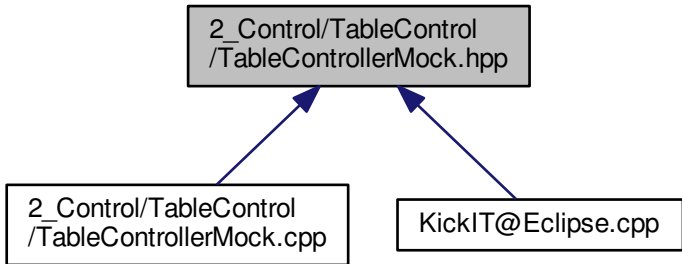 2_Control/TableControl
/TableControllerMock.hpp
2_Control/TableControl
/TableControllerMock.cpp
KickIT@Eclipse.cpp